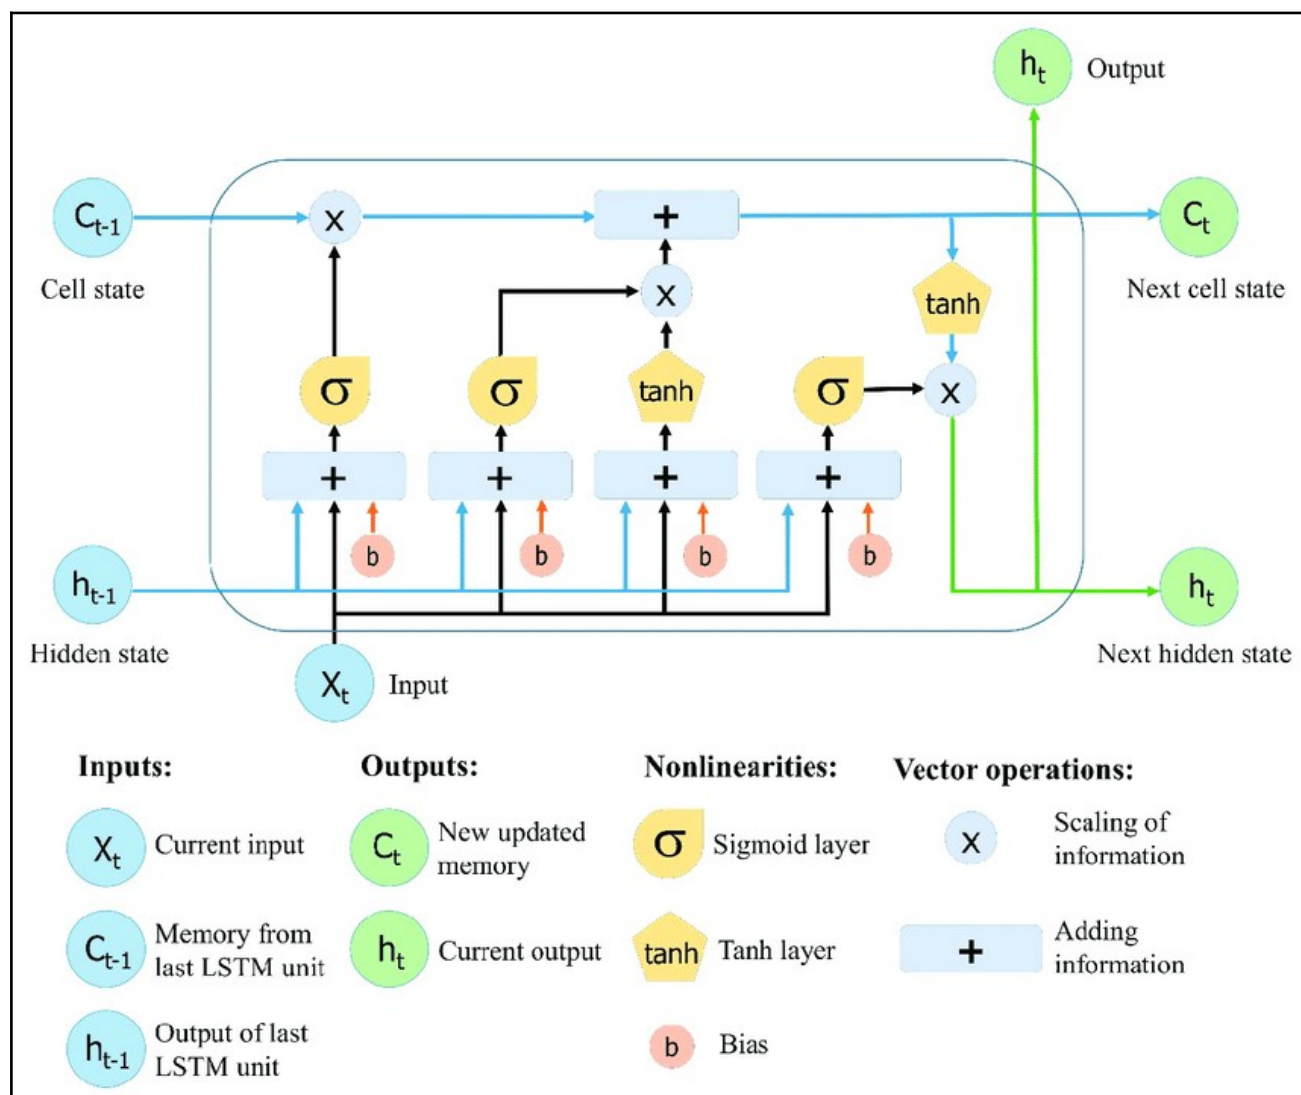 ht Output
Ct-1 x + Ct
Cell state Next cell state
x tanh
σ σ tanh σ x
+ + + +
b b b b
ht-1 ht
Hidden state Next hidden state
Xt Input
Inputs: Outputs: Nonlinearities: Vector operations:
Xt Current input
Ct-1 Memory from
last LSTM unit
ht-1 Output of last
LSTM unit
Ct New updated
memory
ht Current output
σ Sigmoid layer
tanh Tanh layer
b Bias
x Scaling of
information
+ Adding
information